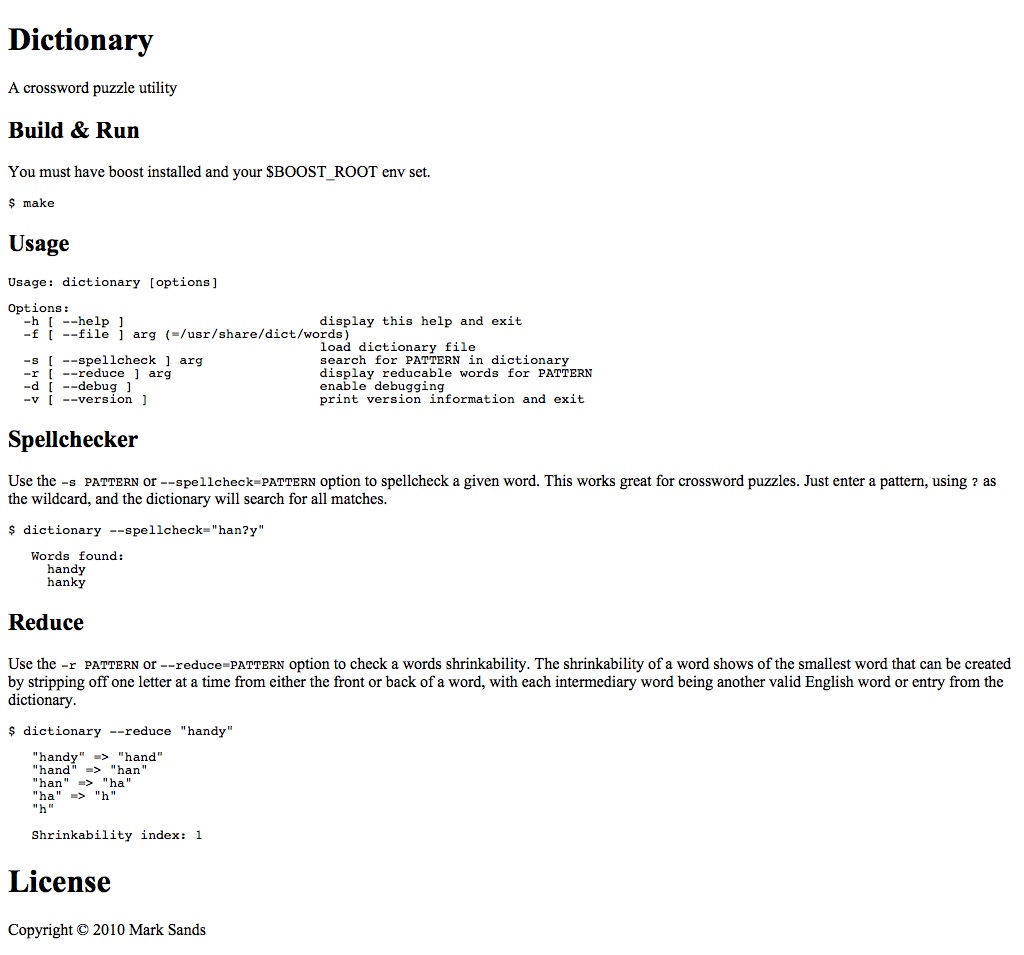 Dictionary
A crossword puzzle utility
Build & Run
You must have boost installed and your $BOOST_ROOT env set.
$ make
Usage
Usage: dictionary [options]
Options:
-h [ --help ] display this help and exit
-f [ --file ] arg (=/usr/share/dict/words)
load dictionary file
-s [ --spellcheck ] arg search for PATTERN in dictionary
-r [ --reduce ] arg display reducable words for PATTERN
-d [ --debug ] enable debugging
-v [ --version ] print version information and exit
Spellchecker
Use the -s PATTERN or --spellcheck=PATTERN option to spellcheck a given word. This works great for crossword puzzles. Just enter a pattern, using ? as
the wildcard, and the dictionary will search for all matches.
$ dictionary --spellcheck="han?y"
Words found:
handy
hanky
Reduce
Use the -r PATTERN or --reduce=PATTERN option to check a words shrinkability. The shrinkability of a word shows of the smallest word that can be created
by stripping off one letter at a time from either the front or back of a word, with each intermediary word being another valid English word or entry from the
dictionary.
$ dictionary --reduce "handy"
"handy" => "hand"
"hand" => "han"
"han" => "ha"
"ha" => "h"
"h"
Shrinkability index: 1
License
Copyright © 2010 Mark Sands